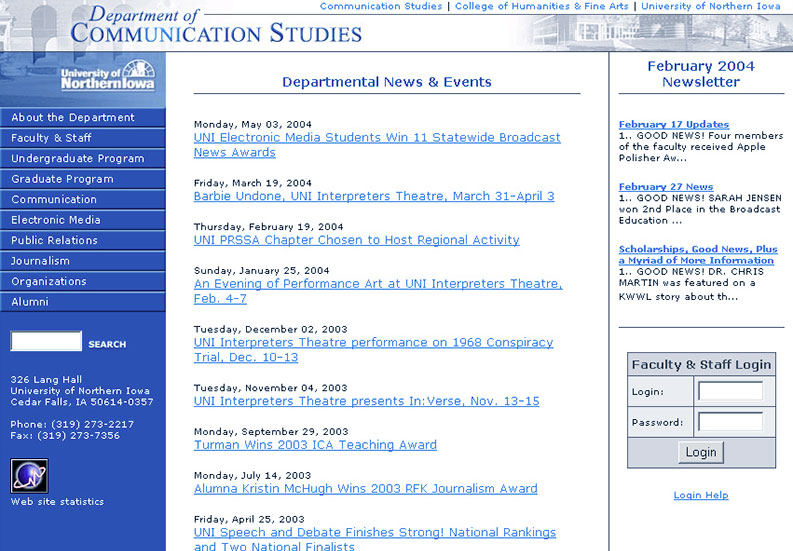 Communication Studies | College of Humanities & Fine Arts | University of Northern Iowa
Department of
COMMUNICATION STUDIES
University of
Northern Iowa
About the Department
Faculty & Staff
Undergraduate Program
Graduate Program
Communication
Electronic Media
Public Relations
Journalism
Organizations
Alumni
SEARCH
326 Lang Hall
University of Northern Iowa
Cedar Falls, IA 50614-0357
Phone: (319) 273-2217
Fax: (319) 273-7356
Web site statistics
Departmental News & Events
Monday, May 03, 2004
UNI Electronic Media Students Win 11 Statewide Broadcast
News Awards
Friday, March 19, 2004
Barbie Undone, UNI Interpreters Theatre, March 31-April 3
Thursday, February 19, 2004
UNI PRSSA Chapter Chosen to Host Regional Activity
Sunday, January 25, 2004
An Evening of Performance Art at UNI Interpreters Theatre,
Feb. 4-7
Tuesday, December 02, 2003
UNI Interpreters Theatre performance on 1968 Conspiracy
Trial, Dec. 10-13
Tuesday, November 04, 2003
UNI Interpreters Theatre presents In:Verse, Nov. 13-15
Monday, September 29, 2003
Turman Wins 2003 ICA Teaching Award
Monday, July 14, 2003
Alumna Kristin McHugh Wins 2003 RFK Journalism Award
Friday, April 25, 2003
UNI Speech and Debate Finishes Strong! National Rankings
and Two National Finalists
February 2004
Newsletter
February 17 Updates
1.. GOOD NEWS! Four members
of the faculty received Apple
Polisher Aw...
February 27 News
1.. GOOD NEWS! SARAH JENSEN
won 2nd Place in the Broadcast
Education ...
Scholarships, Good News, Plus
a Myriad of More Information
1.. GOOD NEWS! DR. CHRIS
MARTIN was featured on a
KWWL story about th...
Faculty & Staff Login
Login:
Password:
Login
Login Help